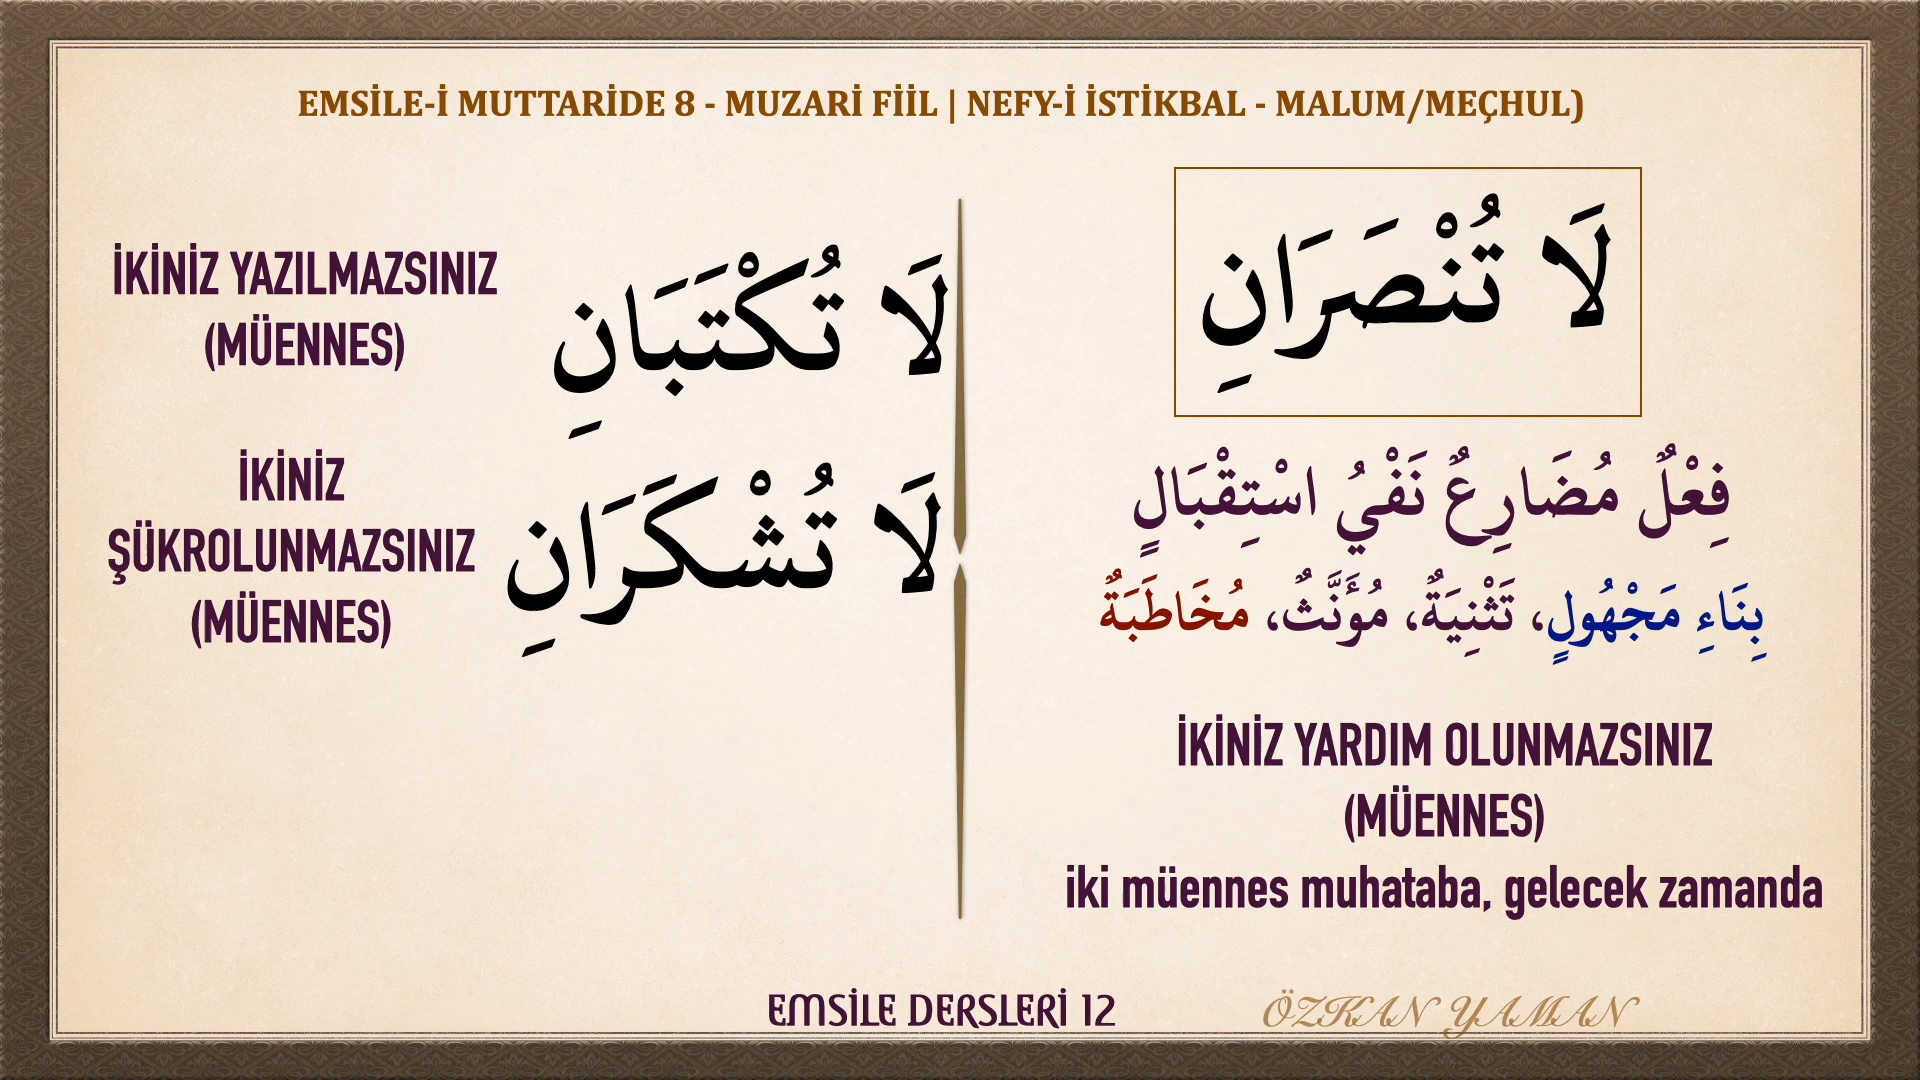 EMSİLE-İ MUTTARİDE 8 - MUZARİ FİİL | NEFY-İ İSTİKBAL - MALUM/MEÇHUL)
لَا تُنْصَرَانِ
فِعْلٌ مُضَارِعٌ نَفْيُ اسْتِقْبَالٍ
بِنَاءِ مَجْهُولٍ، تَثْنِيَةٌ، مُؤَنَّثٌ، مُخَاطَبَةٌ
İKİNİZ YARDIM OLUNMAZSINIZ
(MÜENNES)
iki müennes muhataba, gelecek zamanda
لَا تُكْتَبَانِ
İKİNİZ YAZILMAZSINIZ
(MÜENNES)
لَا تُشْكَرَانِ
İKİNİZ
ŞÜKROLUNMAZSINIZ
(MÜENNES)
EMSİLE DERSLERİ 12
ÖZKAN YAMAN